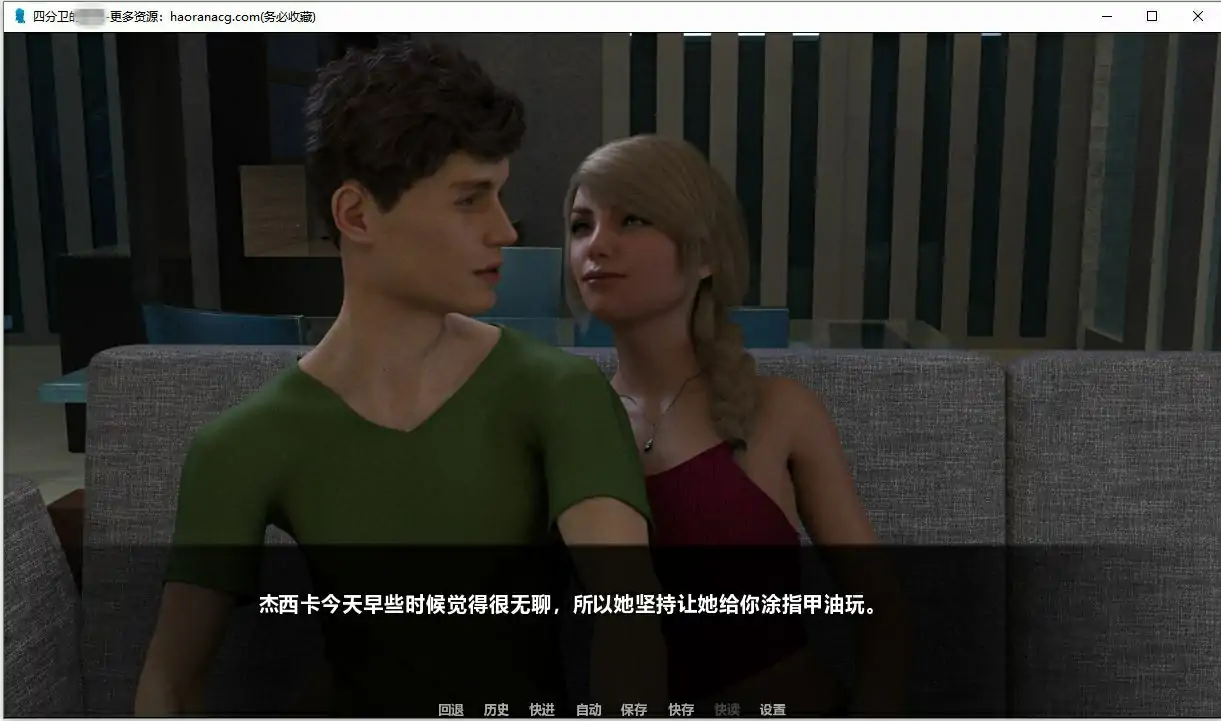 四分卫的 -更多资源：haoranacg.com(务必收藏)
杰西卡今天早些时候觉得很无聊，所以她坚持让她给你涂指甲油玩。
回退 历史 快进 自动 保存 快存 快读 设置